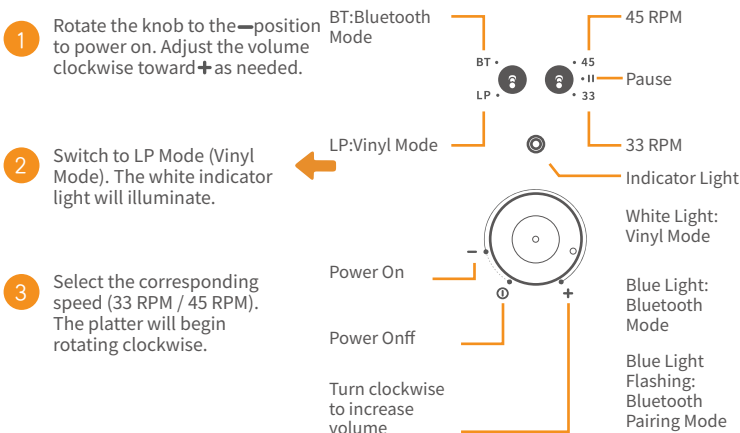 1
Rotate the knob to the—position
to power on. Adjust the volume
clockwise toward+as needed.
2
Switch to LP Mode (Vinyl
Mode). The white indicator
light will illuminate.
3
Select the corresponding
speed (33 RPM / 45 RPM).
The platter will begin
rotating clockwise.
BT:Bluetooth
Mode
LP:Vinyl Mode
BT
LP
45
33
45 RPM
Pause
33 RPM
Indicator Light
White Light:
Vinyl Mode
Blue Light:
Bluetooth
Mode
Blue Light
Flashing:
Bluetooth
Pairing Mode
Power On
Power Onff
Turn clockwise
to increase
volume
−
+